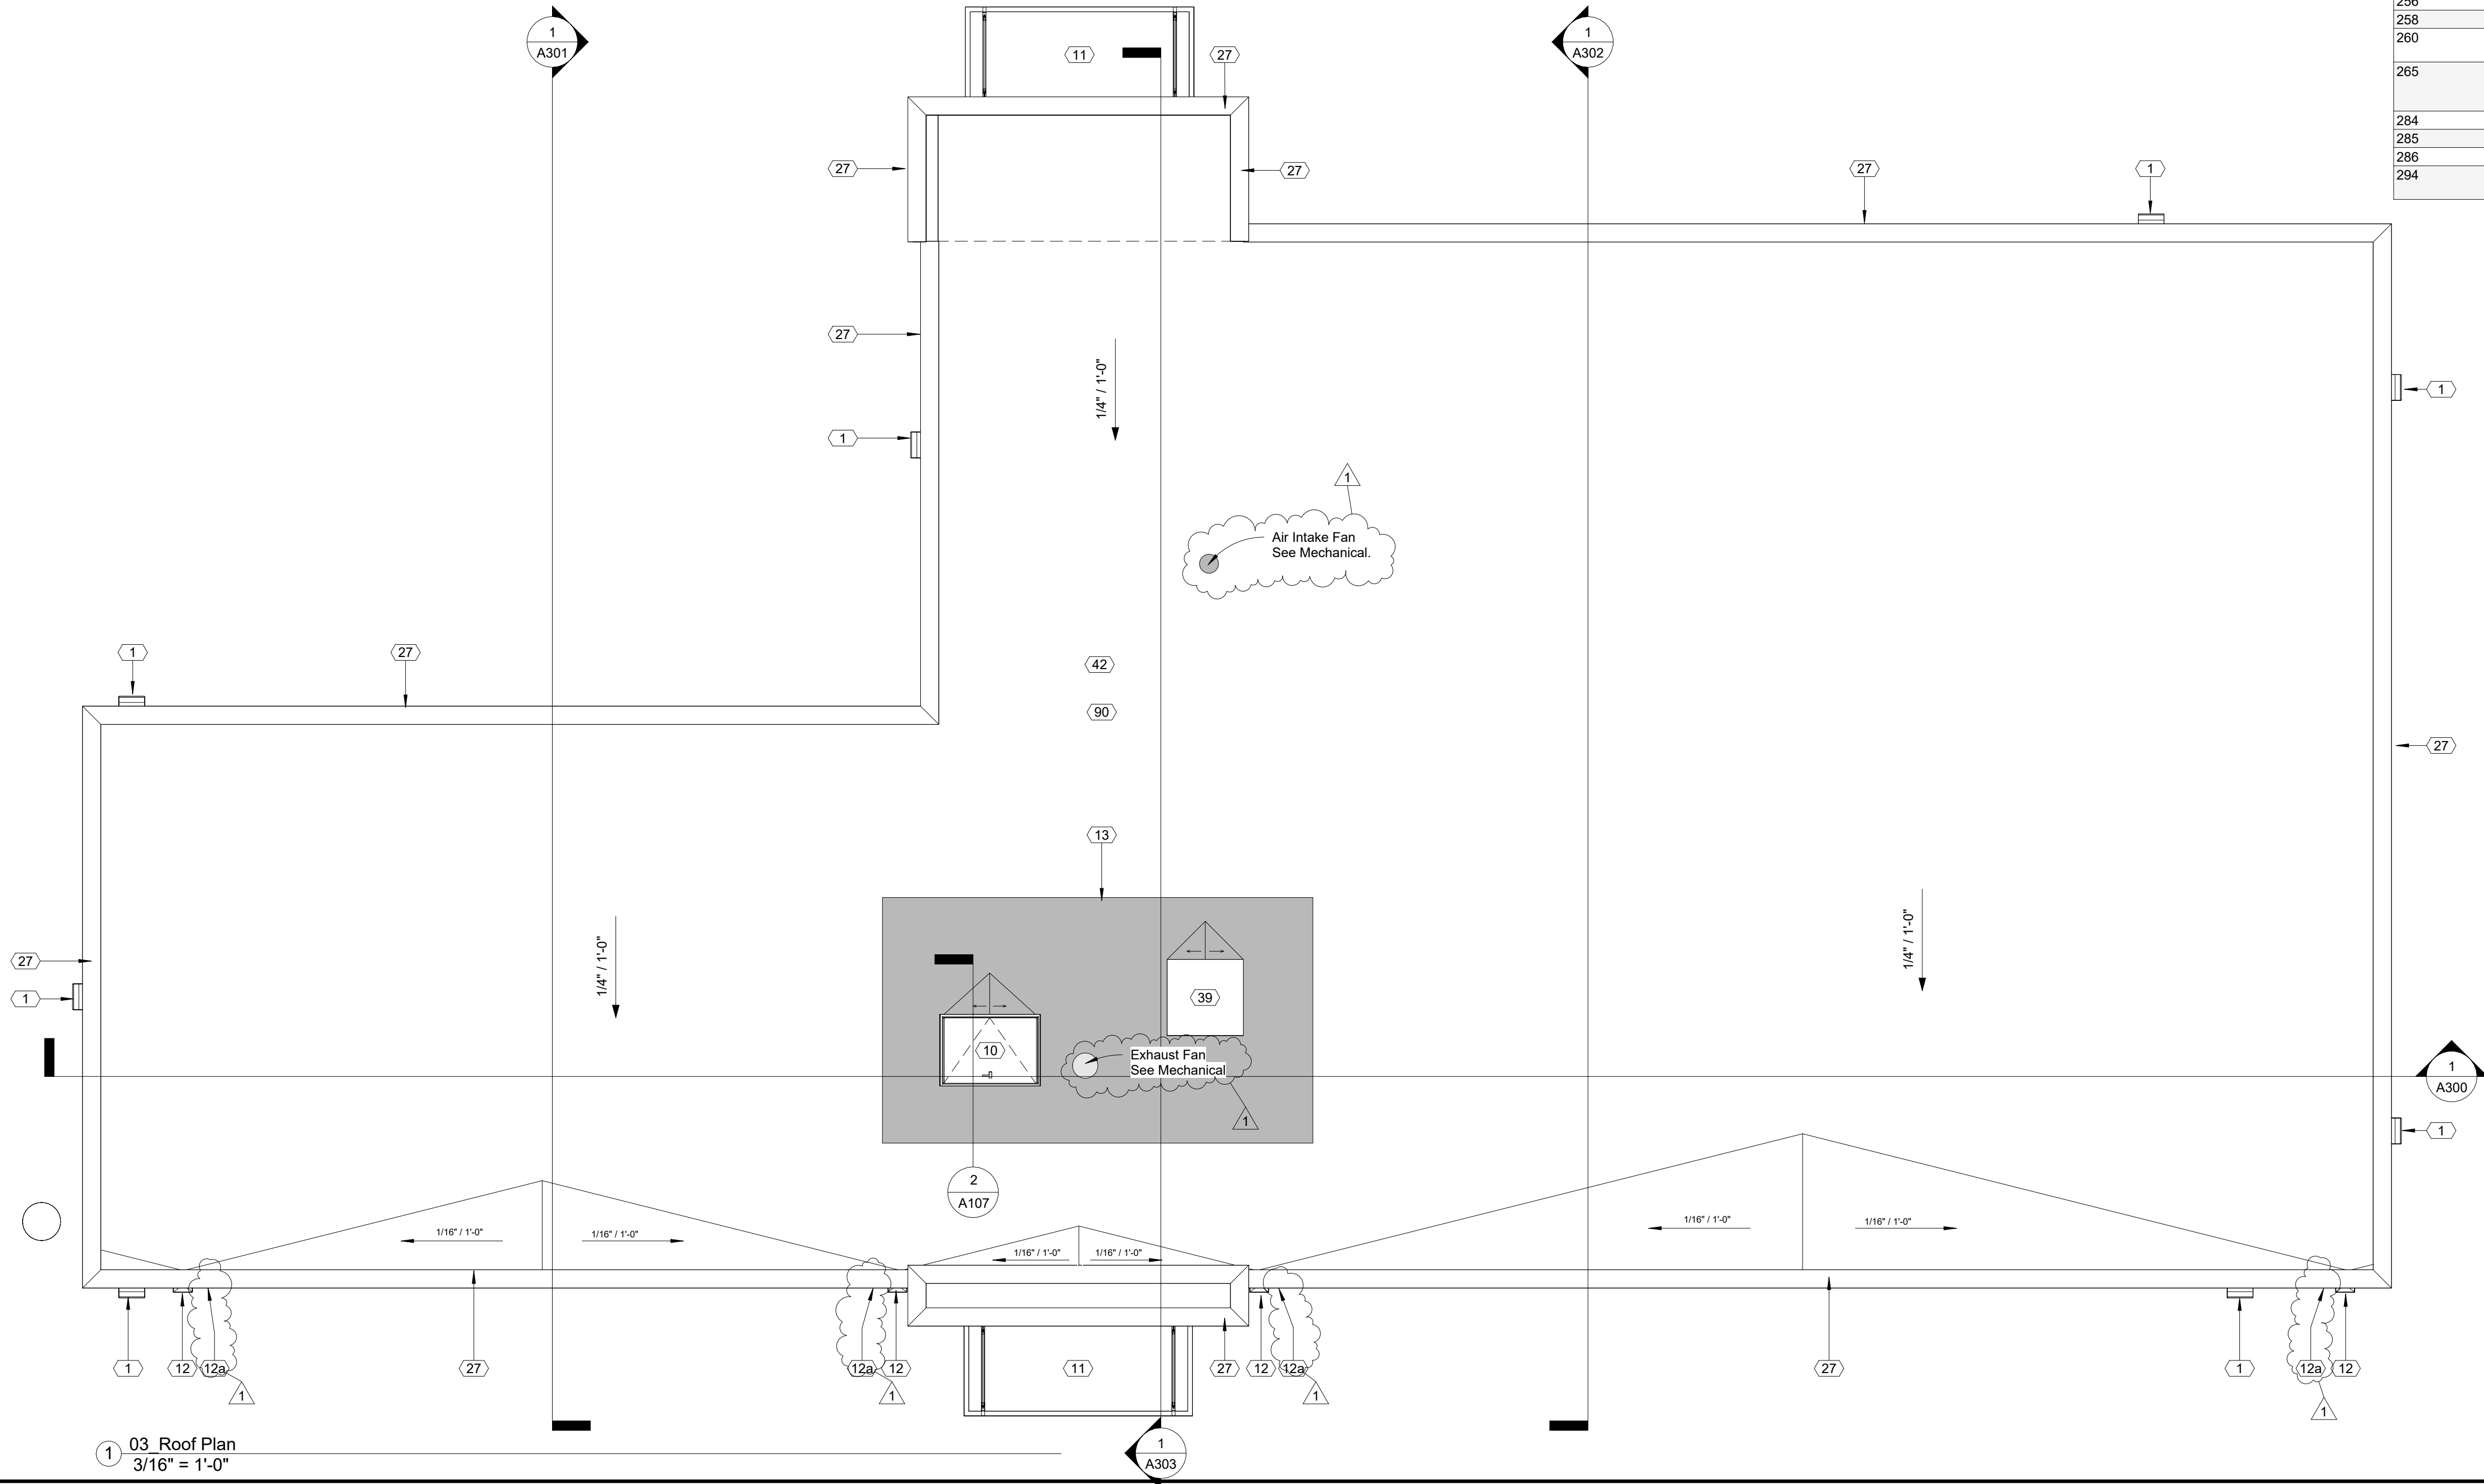 256
258
260
265
284
285
286
294
1
A301
1
A302
11
27
27
27
27
1
27
1
1/4" / 1'-0"
1
1
Air Intake Fan
See Mechanical.
1
27
42
90
27
13
1/4" / 1'-0"
1/4" / 1'-0"
27
1
39
10
Exhaust Fan
See Mechanical
1
1
A300
1
2
A107
1/16" / 1'-0"
1/16" / 1'-0"
1/16" / 1'-0"
1/16" / 1'-0"
1/16" / 1'-0"
1/16" / 1'-0"
1
12
12a
27
12a
12
11
27
12
12a
27
1
12a
12
1
1
1
1
1
03_Roof Plan
3/16" = 1'-0"
1
A303